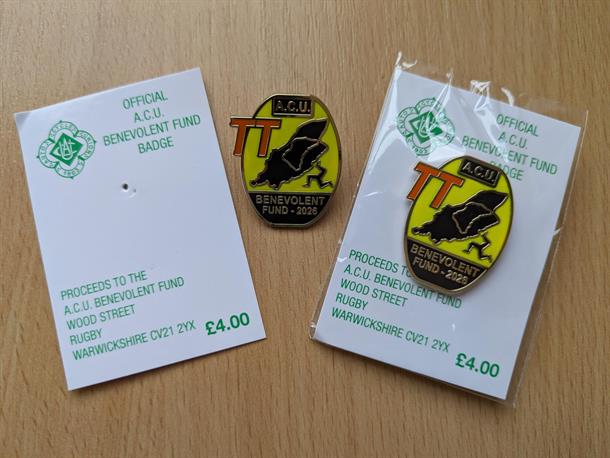 OFFICIAL
A.C.U.
BENEVOLENT FUND
BADGE
PROCEEDS TO THE
A.C.U. BENEVOLENT FUND
WOOD STREET
RUGBY
WARWICKSHIRE CV21 2YX
£4.00
A.C.U.
TT
BENEVOLENT
FUND - 2026
OFFICIAL
A.C.U.
BENEVOLENT FUND
BADGE
A.C.U.
TT
BENEVOLENT
FUND - 2026
PROCEEDS TO
A.C.U. BENEVOLENT FUND
WOOD STREET
RUGBY
WARWICKSHIRE CV21 2YX
£4.00